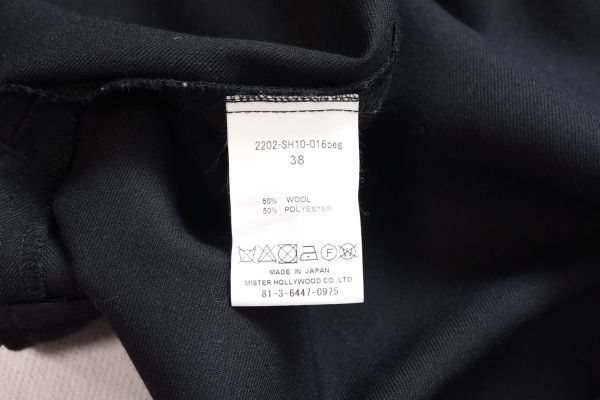 2202-SH10-016peg
38
50% WOOL
50% POLYESTER
MADE IN JAPAN
MISTER HOLLYWOOD CO.,LTD
81-3-6447-0975